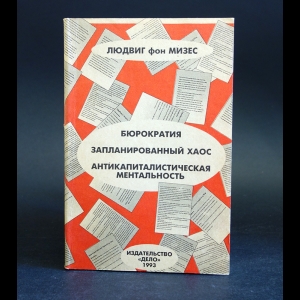 ЛЮДВИГ фон МИЗЕС
БЮРОКРАТИЯ
ЗАПЛАНИРОВАННЫЙ ХАОС
АНТИКАПИТАЛИСТИЧЕСКАЯ
МЕНТАЛЬНОСТЬ
ИЗДАТЕЛЬСТВО
«ДЕЛО»
1993